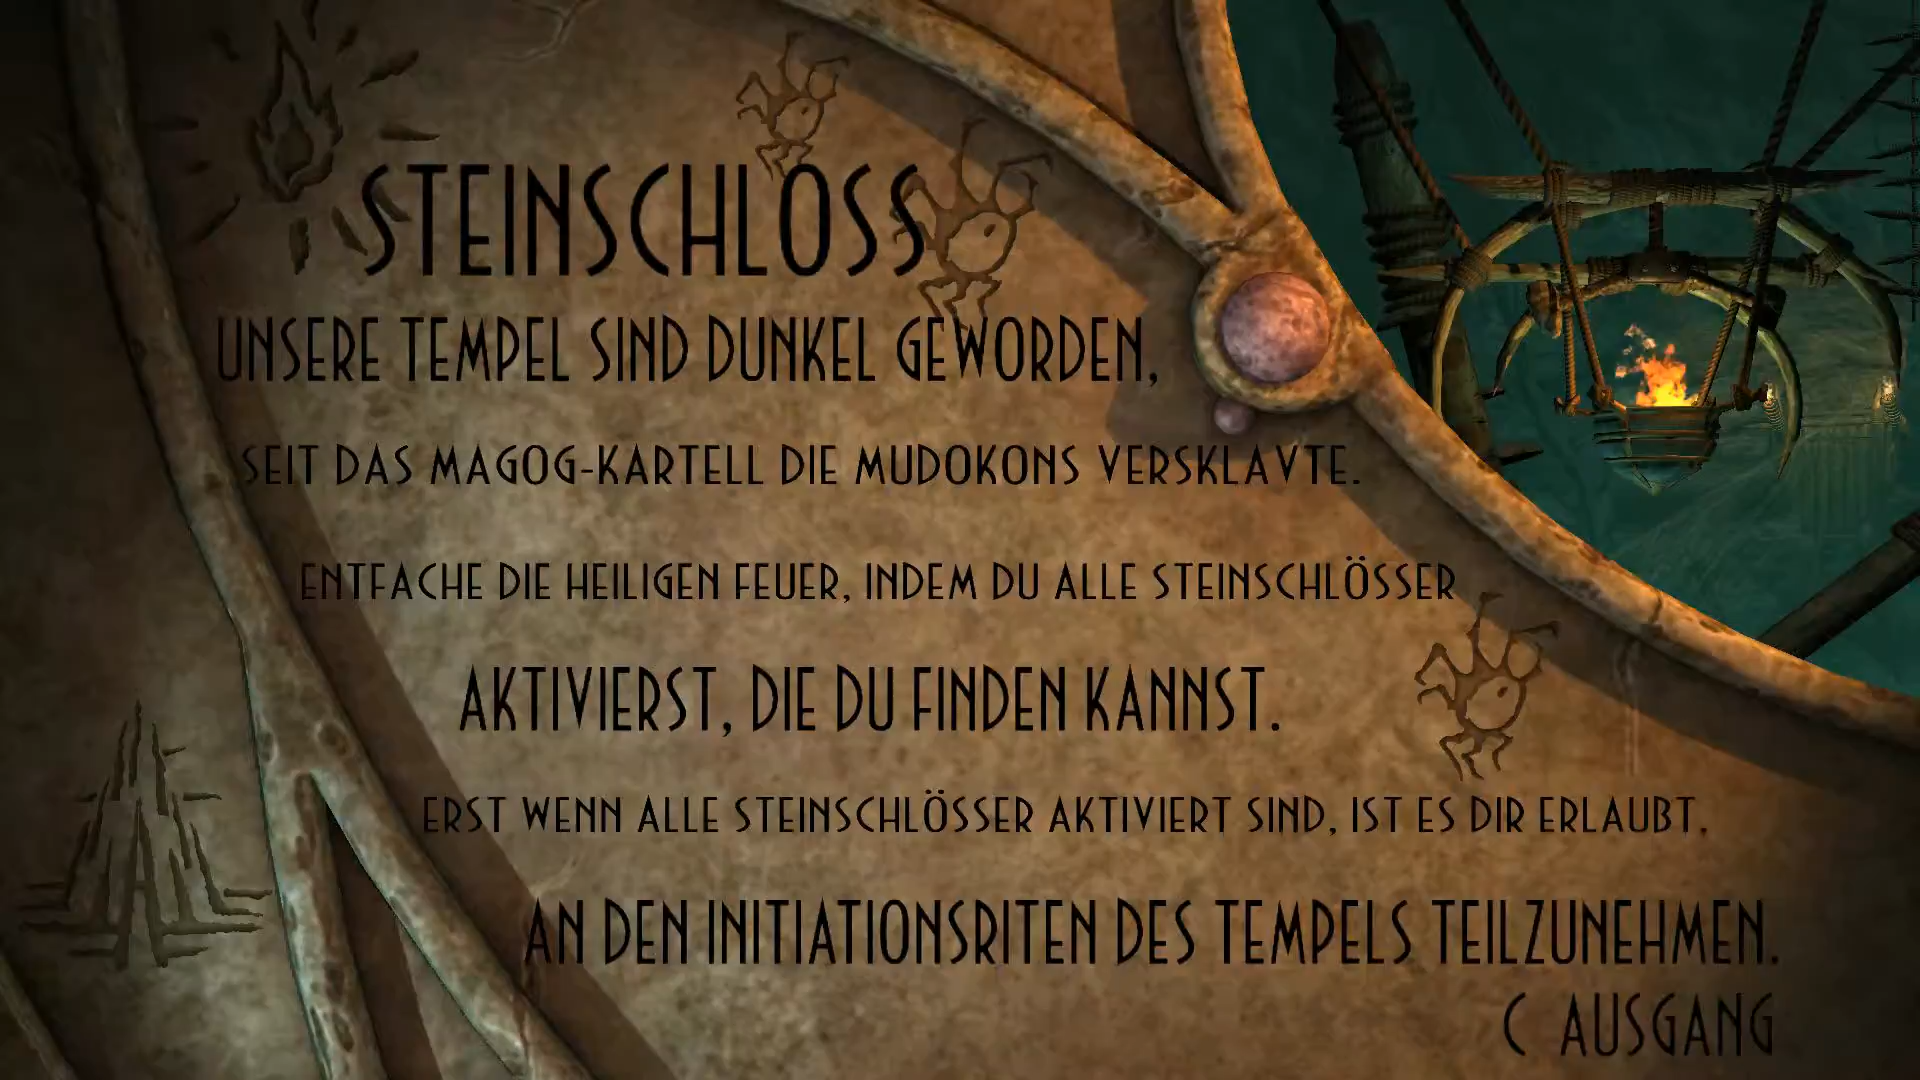 STEINSCHLOSS
UNSERE TEMPEL SIND DUNKEL GEWORDEN,
SEIT DAS MAGOG-KARTELL DIE MUDOKONS VERSKLAVTE.
ENTFACHE DIE HEILIGEN FEUER, INDEM DU ALLE STEINSCHLÖSSER
AKTIVIERST, DIE DU FINDEN KANNST.
ERST WENN ALLE STEINSCHLÖSSER AKTIVIERT SIND, IST ES DIR ERLAUBT,
AN DEN INITIATIONSRITEN DES TEMPELS TEILZUNEHMEN.
C AUSGANG